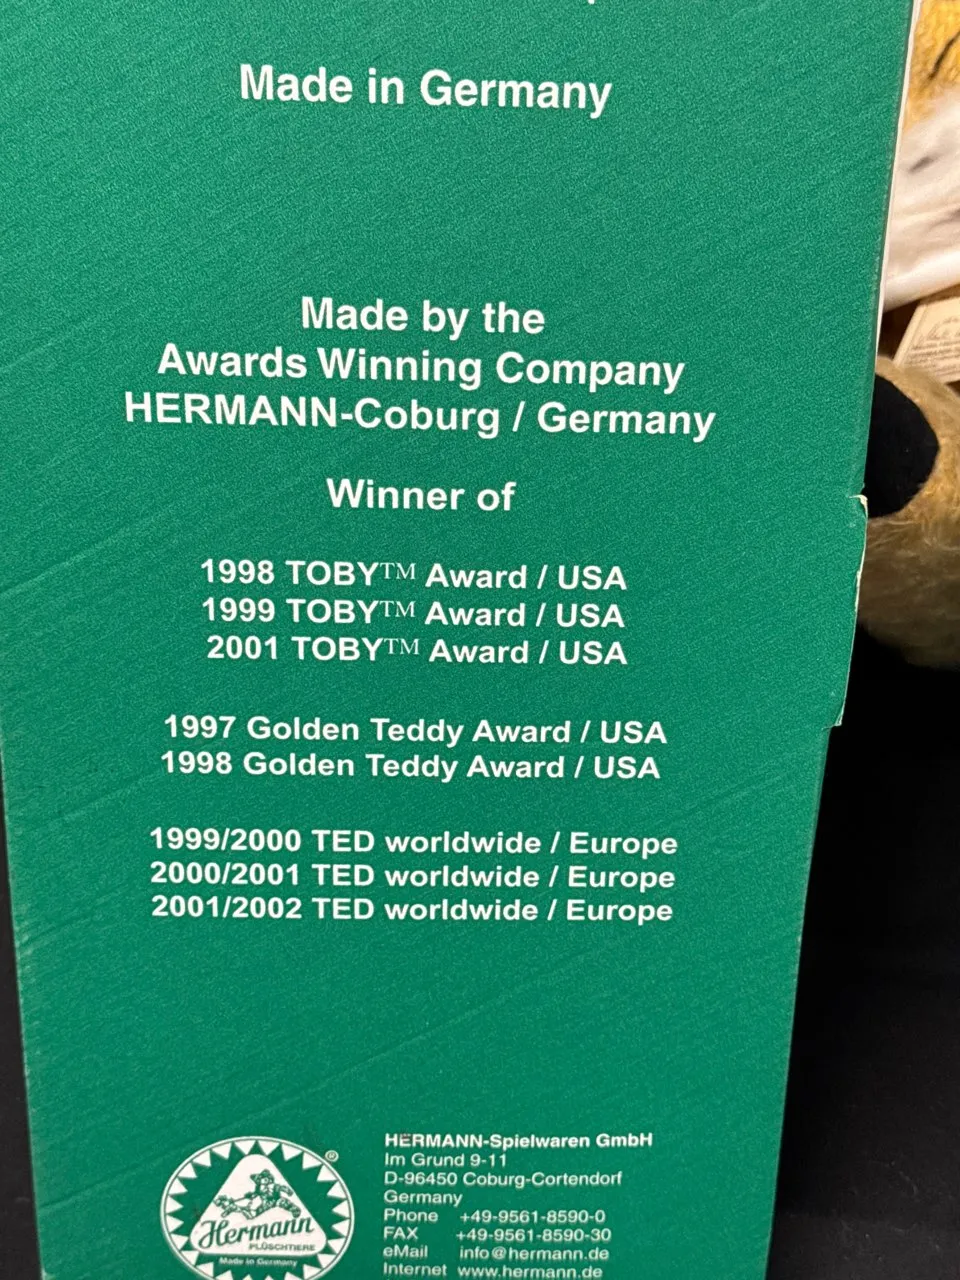 Made in Germany
Made by the
Awards Winning Company
HERMANN-Coburg / Germany
Winner of
1998 TOBY™ Award / USA
1999 TOBY™ Award / USA
2001 TOBY™ Award / USA
1997 Golden Teddy Award / USA
1998 Golden Teddy Award / USA
1999/2000 TED worldwide / Europe
2000/2001 TED worldwide / Europe
2001/2002 TED worldwide / Europe
HERMANN-Spielwaren GmbH
Im Grund 9-11
D-96450 Coburg-Cortendorf
Germany
Phone +49-9561-8590-0
FAX +49-9561-8590-30
eMail info@hermann.de
Internet www.hermann.de
®
Hermann
PLÜSCHTIERE
Made in Germany